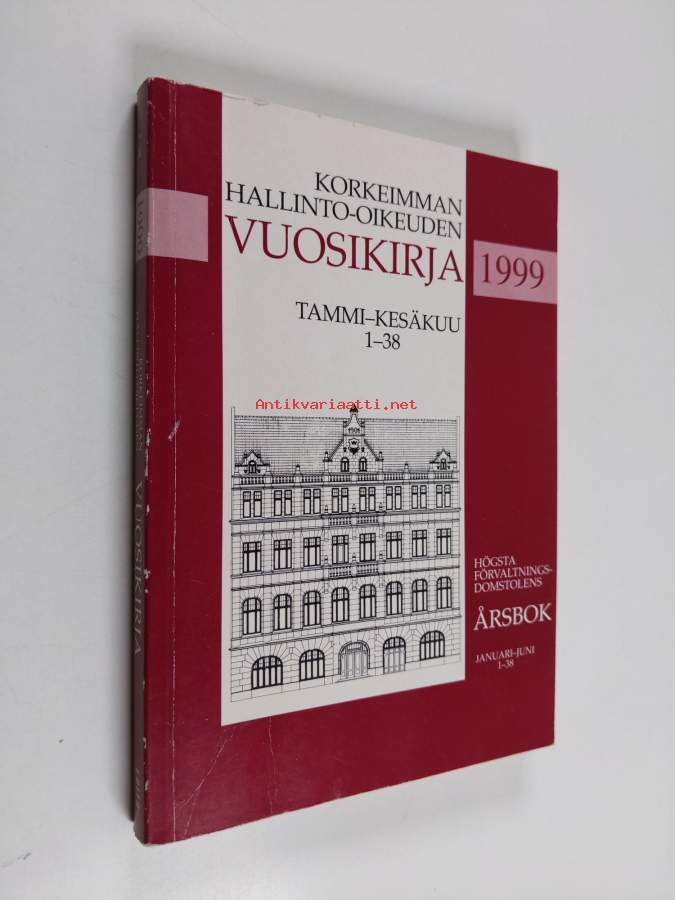 KORKEIMMAN
HALLINTO-OIKEUDEN
VUOSIKIRJA
1999
TAMMI–KESÄKUU
1–38
Antikvariaatti.net
HÖGSTA
FÖRVALTNINGS-
DOMSTOLENS
ÅRSBOK
JANUARI–JUNI
1–38
VUOSIKIRJA